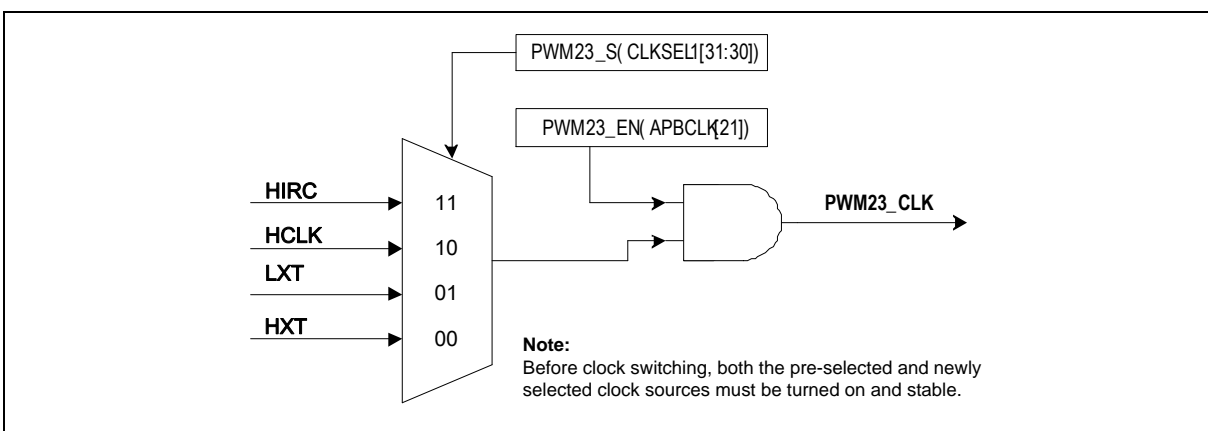 PWM23_S( CLKSEL1[31:30])
PWM23_EN( APBCLK[21])
HIRC
11
PWM23_CLK
HCLK
10
LXT
01
HXT
00
Note:
Before clock switching, both the pre-selected and newly
selected clock sources must be turned on and stable.